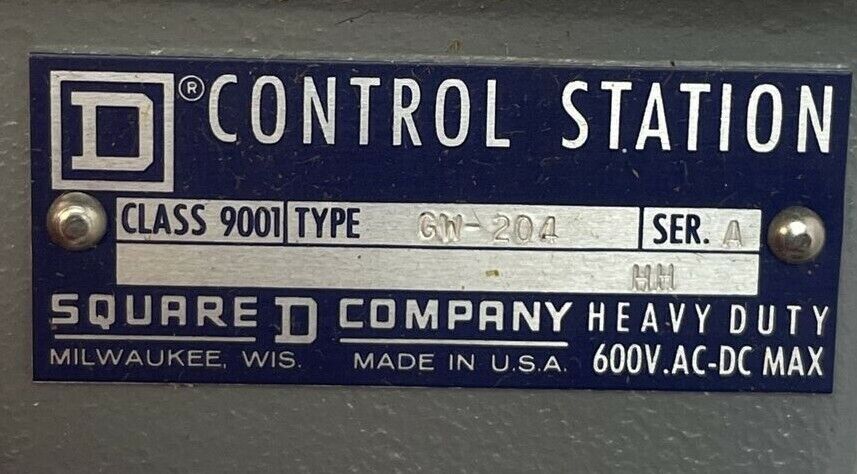 D® CONTROL STATION
CLASS 9001 TYPE GW-204 SER. A
HH
SQUARE D COMPANY HEAVY DUTY
MILWAUKEE, WIS. MADE IN U.S.A. 600V.AC-DC MAX